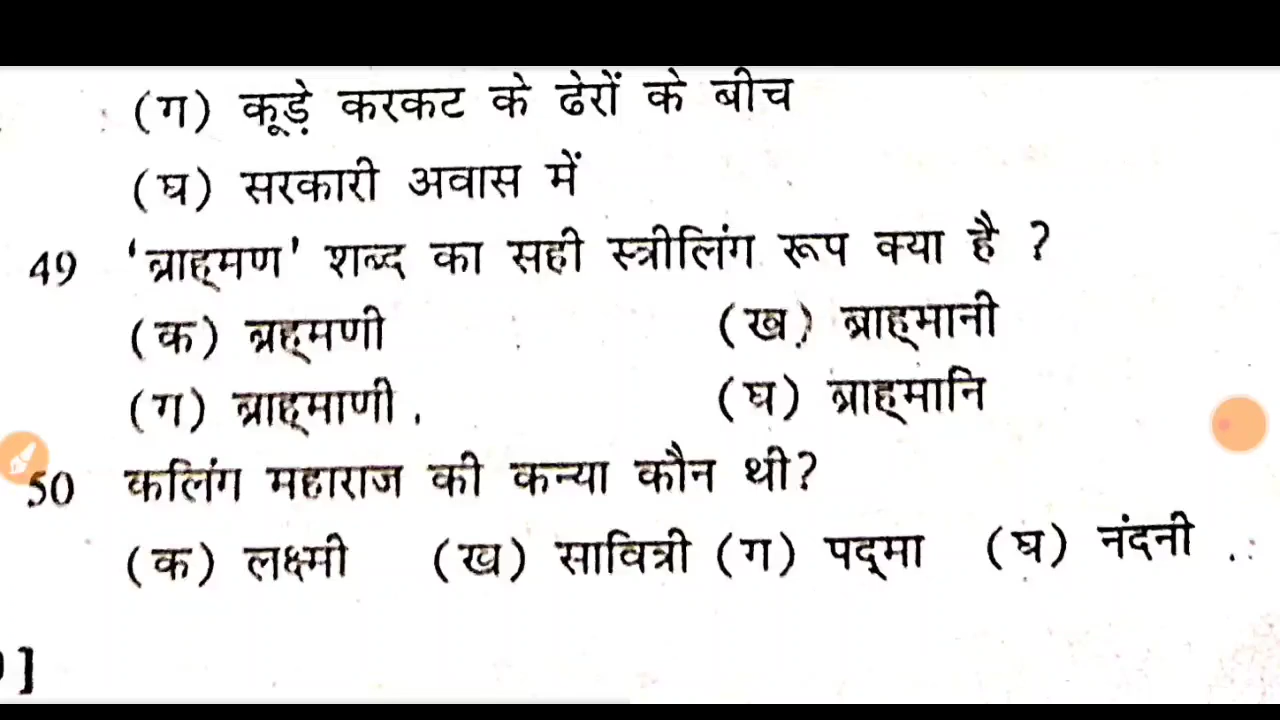 (ग) कूड़े करकट के ढेरों के बीच
(घ) सरकारी अवास में
49 'ब्राह्मण' शब्द का सही स्त्रीलिंग रूप क्या है ?
(क) ब्रह्मणी (ख) ब्राह्मानी
(ग) ब्राह्माणी (घ) ब्राह्मानि
50 कलिंग महाराज की कन्या कौन थी?
(क) लक्ष्मी (ख) सावित्री (ग) पद्मा (घ) नंदनी
]